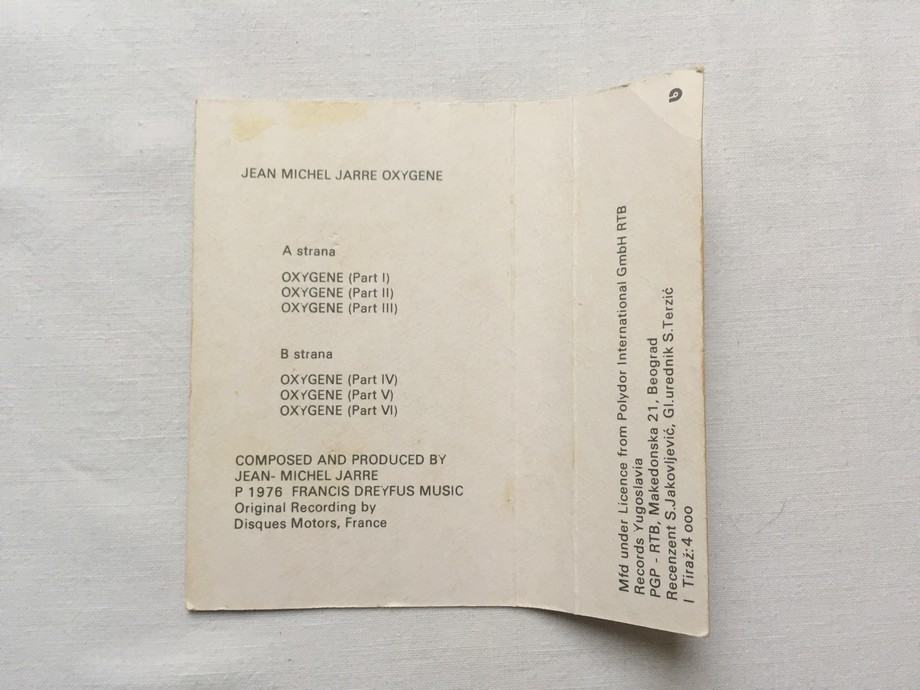 JEAN MICHEL JARRE OXYGENE
A strana
OXYGENE (Part I)
OXYGENE (Part II)
OXYGENE (Part III)
B strana
OXYGENE (Part IV)
OXYGENE (Part V)
OXYGENE (Part VI)
COMPOSED AND PRODUCED BY
JEAN- MICHEL JARRE
P 1976 FRANCIS DREYFUS MUSIC
Original Recording by
Disques Motors, France
Mfd under Licence from Polydor International GmbH RTB
Records Yugoslavia
PGP - RTB, Makedonska 21, Beograd
Recenzent S.Jakovljević, Gl.urednik S.Terzić
I Tiraž:4 ooo